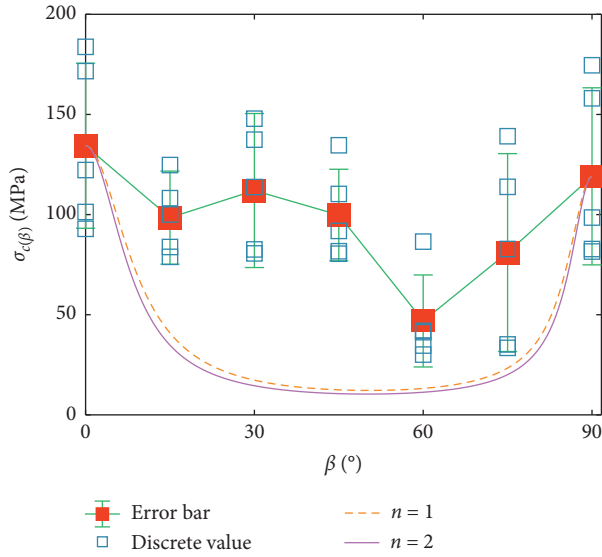 200
150
100
50
0
σc(β) (MPa)
0 30 60 90
β (°)
Error bar
Discrete value
n = 1
n = 2